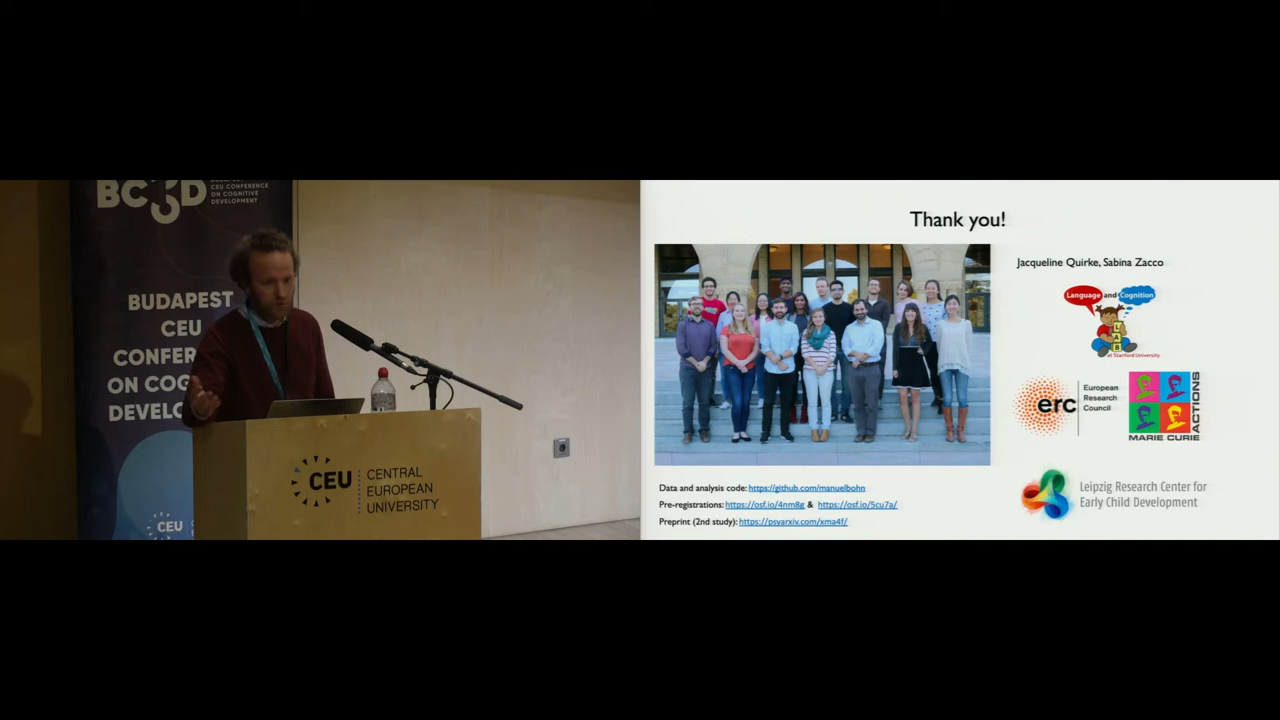 BC D
CEU CONFERENCE
ON COGNITIVE
DEVELOPMENT
BUDAPEST
CEU
CONFER
ON COG
DEVELO
CEU
CEU
CENTRAL
EUROPEAN
UNIVERSITY
Thank you!
Jacqueline Quirke, Sabina Zacco
Language and Cognition
LAB
at Stanford University
erc
European
Research
Council
MARIE CURIE
ACTIONS
Leipzig Research Center for
Early Child Development
Data and analysis code: https://github.com/manuelbohn
Pre-registrations: https://osf.io/4nm8g & https://osf.io/5cu7a/
Preprint (2nd study): https://psyarxiv.com/xma4f/